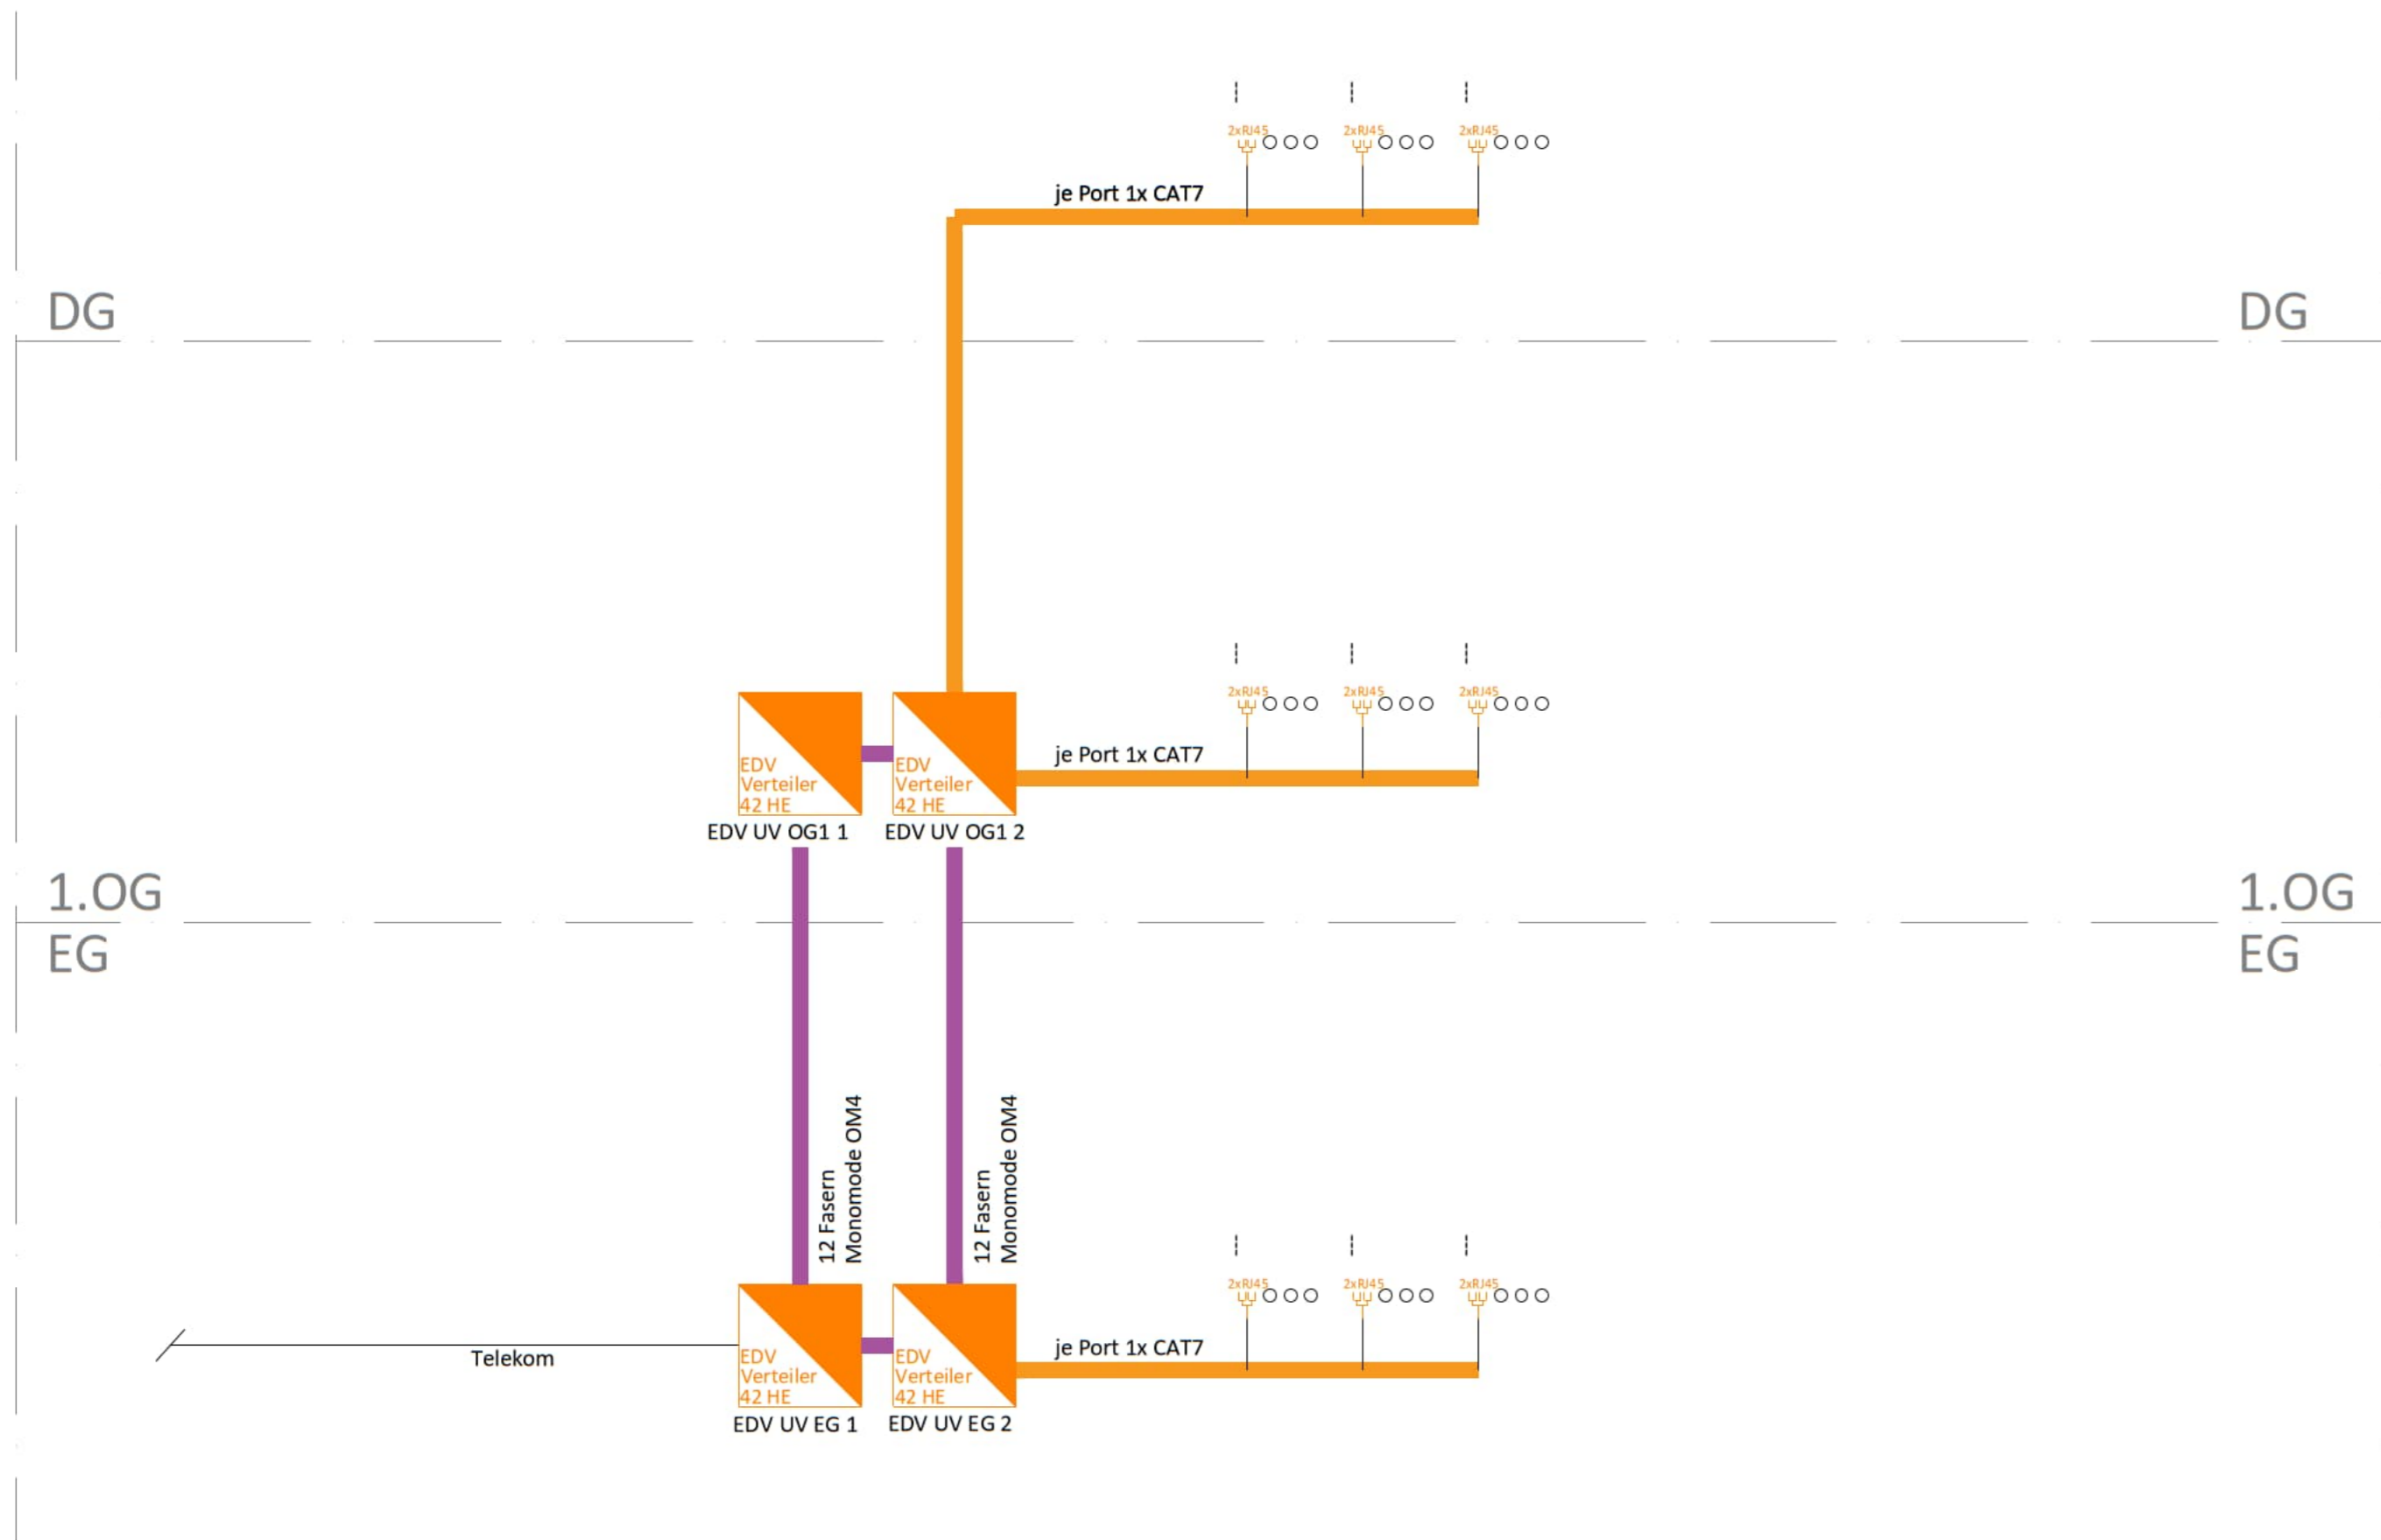 2xRJ45 2xRJ45 2xRJ45
je Port 1x CAT7
DG DG
2xRJ45 2xRJ45 2xRJ45
je Port 1x CAT7
EDV
Verteiler
42 HE
EDV
Verteiler
42 HE
EDV UV OG1 1 EDV UV OG1 2
1.OG 1.OG
EG EG
12 Fasern
Monomode OM4
12 Fasern
Monomode OM4
2xRJ45 2xRJ45 2xRJ45
je Port 1x CAT7
Telekom
EDV
Verteiler
42 HE
EDV
Verteiler
42 HE
EDV UV EG 1 EDV UV EG 2